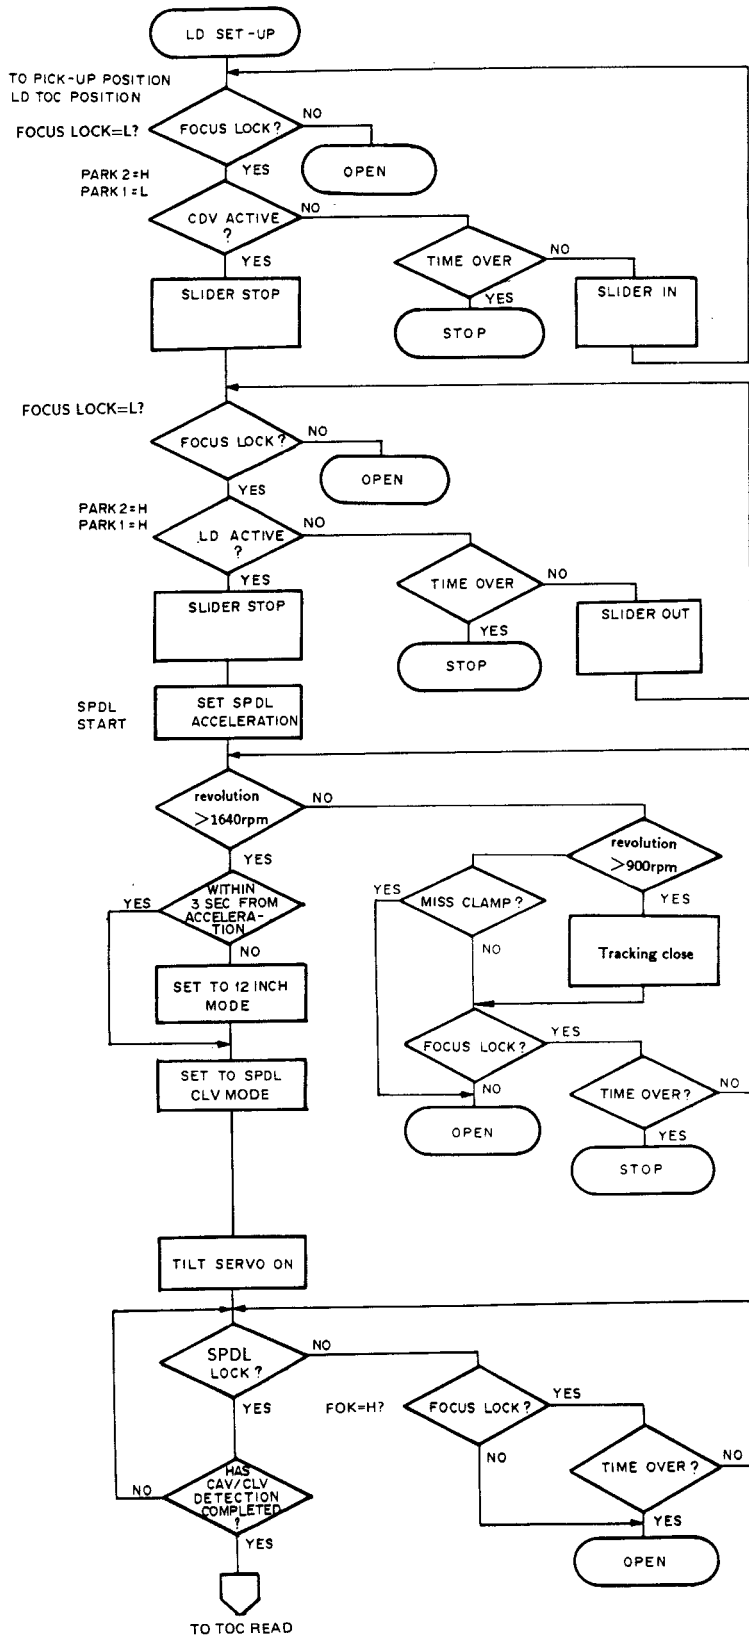 LD SET-UP
TO PICK-UP POSITION
LD TOC POSITION
FOCUS LOCK=L?
FOCUS LOCK?
NO
OPEN
YES
PARK 2=H
PARK 1=L
CDV ACTIVE
?
NO
YES
TIME OVER
NO
YES
STOP
SLIDER IN
SLIDER STOP
FOCUS LOCK=L?
FOCUS LOCK?
NO
OPEN
YES
PARK 2=H
PARK 1=H
LD ACTIVE
?
NO
YES
TIME OVER
NO
YES
STOP
SLIDER OUT
SLIDER STOP
SPDL
START
SET SPDL
ACCELERATION
revolution
>1640rpm
NO
YES
revolution
>900rpm
YES
Tracking close
MISS CLAMP?
YES
NO
WITHIN
3 SEC FROM
ACCELERA-
TION
YES
NO
SET TO 12 INCH
MODE
FOCUS LOCK?
YES
NO
OPEN
TIME OVER?
NO
YES
STOP
SET TO SPDL
CLV MODE
TILT SERVO ON
SPDL
LOCK?
NO
YES
FOK=H?
FOCUS LOCK?
YES
NO
TIME OVER?
NO
YES
OPEN
HAS
CAV/CLV
DETECTION
COMPLETED
?
NO
YES
TO TOC READ